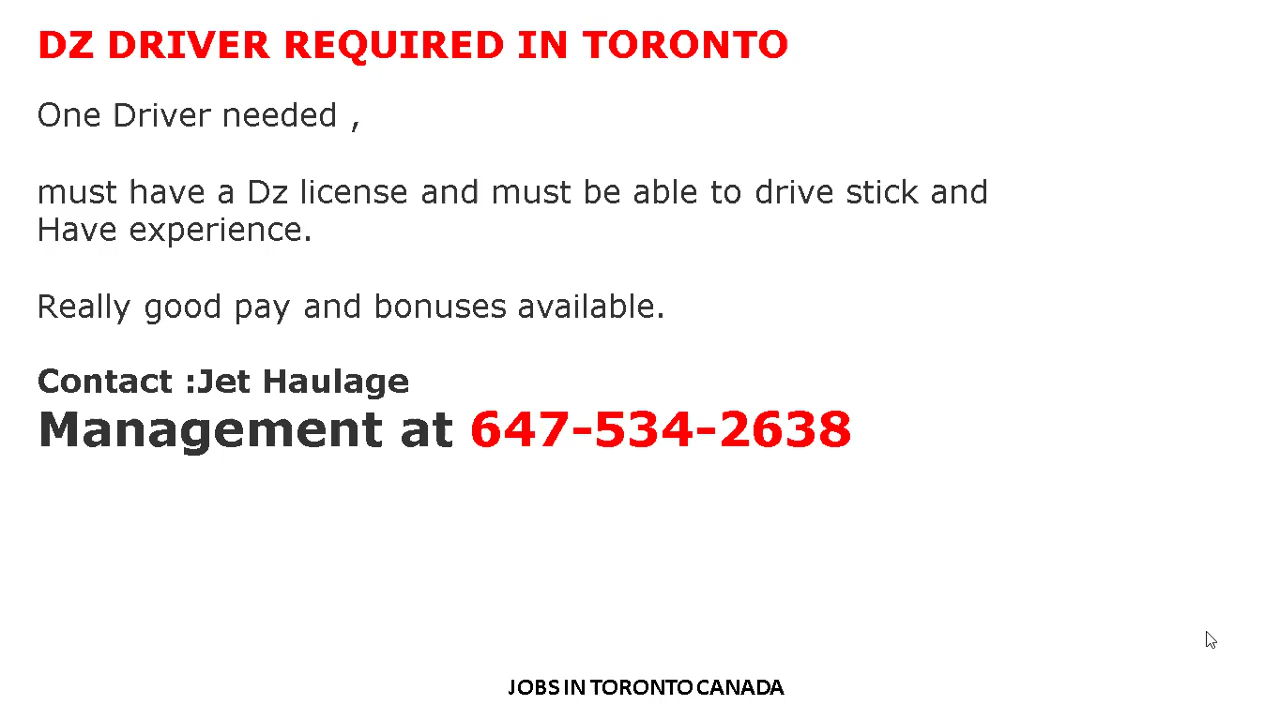 DZ DRIVER REQUIRED IN TORONTO
One Driver needed ,
must have a Dz license and must be able to drive stick and
Have experience.
Really good pay and bonuses available.
Contact :Jet Haulage
Management at 647-534-2638
JOBS IN TORONTO CANADA